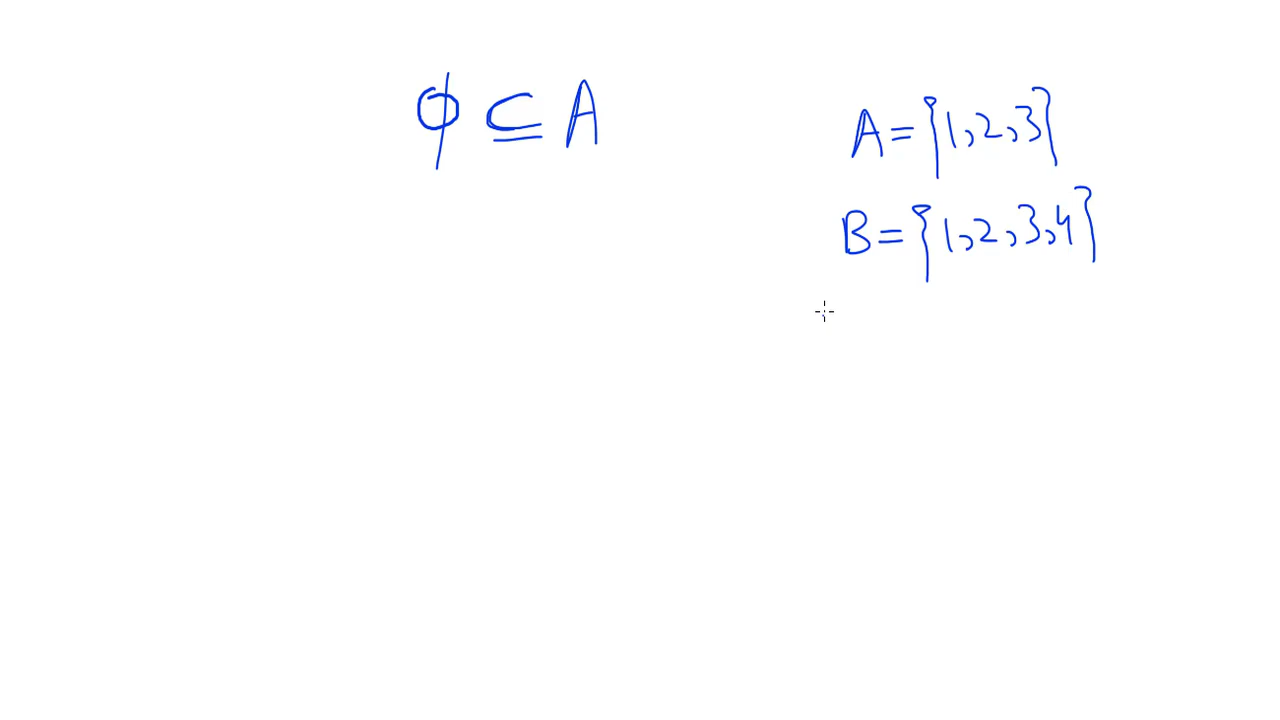 ϕ ⊆ A
A = {1,2,3}
B = {1,2,3,4}